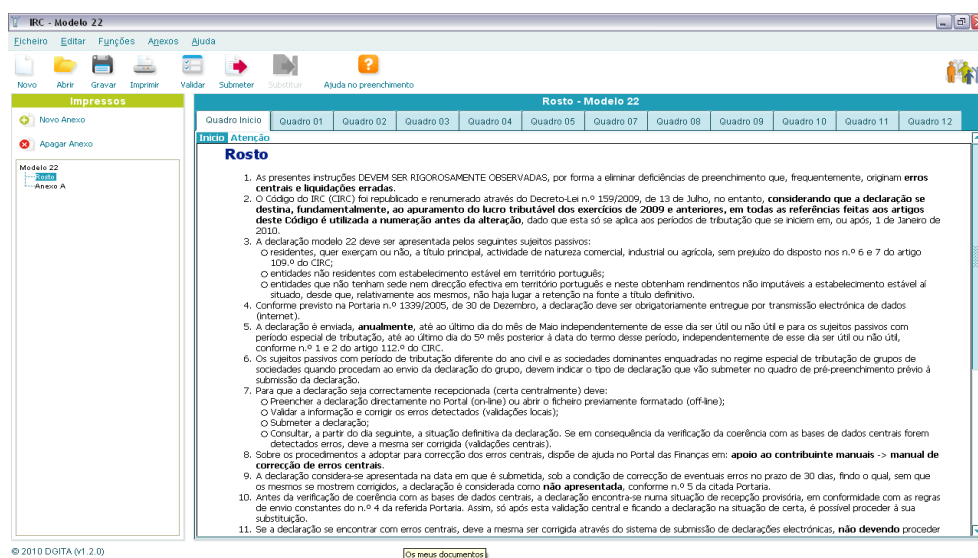 IRC - Modelo 22
Ficheiro Editar Funções Anexos Ajuda
Novo Abrir Gravar Imprimir Validar Submeter Substituir Ajuda no preenchimento
Impressos
Novo Anexo
Apagar Anexo
Modelo 22
Rosto
Anexo A
Rosto - Modelo 22
Quadro Inicio Quadro 01 Quadro 02 Quadro 03 Quadro 04 Quadro 05 Quadro 07 Quadro 08 Quadro 09 Quadro 10 Quadro 11 Quadro 12
Inicio Atenção
Rosto
1. As presentes instruções DEVEM SER RIGOROSAMENTE OBSERVADAS, por forma a eliminar deficiências de preenchimento que, frequentemente, originam erros
centrais e liquidações erradas.
2. O Código do IRC (CIRC) foi republicado e renumerado através do Decreto-Lei n.º 159/2009, de 13 de Julho, no entanto, considerando que a declaração se
destina, fundamentalmente, ao apuramento do lucro tributável dos exercícios de 2009 e anteriores, em todas as referências feitas aos artigos
deste Código é utilizada a numeração antes da alteração, dado que esta só se aplica aos períodos de tributação que se iniciem em, ou após, 1 de Janeiro de
2010.
3. A declaração modelo 22 deve ser apresentada pelos seguintes sujeitos passivos:
residentes, quer exerçam ou não, a título principal, actividade de natureza comercial, industrial ou agrícola, sem prejuízo do disposto nos n.º 6 e 7 do artigo
109.º do CIRC;
entidades não residentes com estabelecimento estável em território português;
entidades que não tenham sede nem direcção efectiva em território português e neste obtenham rendimentos não imputáveis a estabelecimento estável aí
situado, desde que, relativamente aos mesmos, não haja lugar a retenção na fonte a título definitivo.
4. Conforme previsto na Portaria n.º 1339/2005, de 30 de Dezembro, a declaração deve ser obrigatoriamente entregue por transmissão electrónica de dados
(internet).
5. A declaração é enviada, anualmente, até ao último dia do mês de Maio independentemente de esse dia ser útil ou não útil e para os sujeitos passivos com
período especial de tributação, até ao último dia do 5º mês posterior à data do termo desse período, independentemente de esse dia ser útil ou não útil,
conforme n.º 1 e 2 do artigo 112.º do CIRC.
6. Os sujeitos passivos com período de tributação diferente do ano civil e as sociedades dominantes enquadradas no regime especial de tributação de grupos de
sociedades quando procedam ao envio da declaração do grupo, devem indicar o tipo de declaração que vão submeter no quadro de pré-preenchimento prévio á
submissão da declaração.
7. Para que a declaração seja correctamente recepcionada (certa centralmente) deve:
Preencher a declaração directamente no Portal (on-line) ou abrir o ficheiro previamente formatado (off-line);
Validar a informação e corrigir os erros detectados (validações locais);
Submeter a declaração;
Consultar, a partir do dia seguinte, a situação definitiva da declaração. Se em consequência da verificação da coerência com as bases de dados centrais forem
detectados erros, deve a mesma ser corrigida (validações centrais).
8. Sobre os procedimentos a adoptar para correcção dos erros centrais, dispõe de ajuda no Portal das Finanças em: apoio ao contribuinte manuais -> manual de
correcção de erros centrais.
9. A declaração considera-se apresentada na data em que é submetida, sob a condição de correcção de eventuais erros no prazo de 30 dias, findo o qual, sem que
os mesmos se mostrem corrigidos, a declaração é considerada como não apresentada, conforme n.º 5 da citada Portaria.
10. Antes da verificação de coerência com as bases de dados centrais, a declaração encontra-se numa situação de recepção provisória, em conformidade com as regras
de envio constantes do n.º 4 da referida Portaria. Assim, só após esta validação central e ficando a declaração na situação de certa, é possível proceder à sua
substituição.
11. Se a declaração se encontrar com erros centrais, deve a mesma ser corrigida através do sistema de submissão de declarações electrónicas, não devendo proceder
© 2010 DGITA (v1.2.0)
Os meus documentos